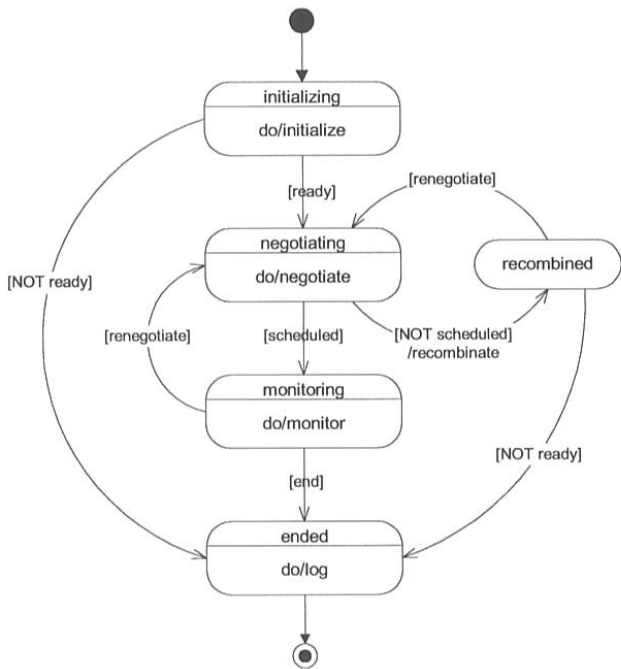 initializing
do/initialize
[ready]
[renegotiate]
negotiating
do/negotiate
recombined
[NOT ready]
[renegotiate]
[scheduled]
[NOT scheduled]
/recombinate
monitoring
do/monitor
[NOT ready]
[end]
ended
do/log